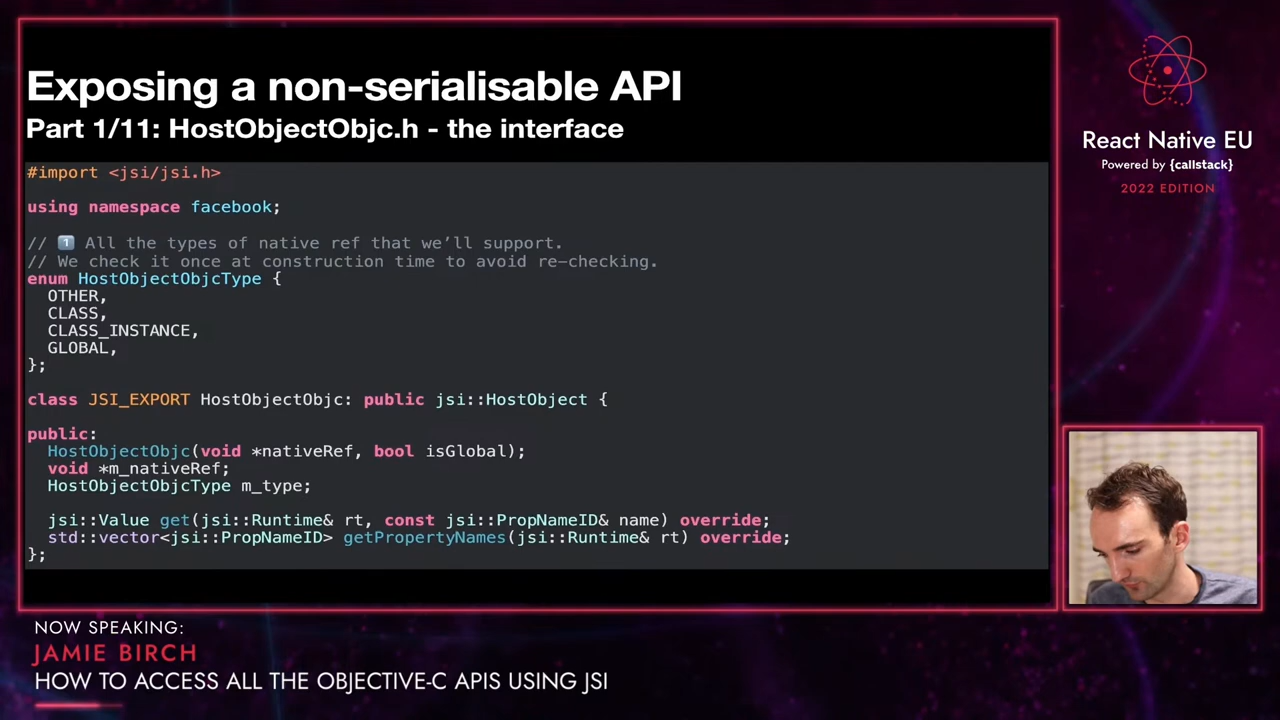 Exposing a non-serialisable API
Part 1/11: HostObjectObjc.h - the interface
#import <jsi/jsi.h>
using namespace facebook;
// 1️⃣ All the types of native ref that we’ll support.
// We check it once at construction time to avoid re-checking.
enum HostObjectObjcType {
  OTHER,
  CLASS,
  CLASS_INSTANCE,
  GLOBAL,
};
class JSI_EXPORT HostObjectObjc: public jsi::HostObject {
public:
  HostObjectObjc(void *nativeRef, bool isGlobal);
  void *m_nativeRef;
  HostObjectObjcType m_type;
  jsi::Value get(jsi::Runtime& rt, const jsi::PropNameID& name) override;
  std::vector<jsi::PropNameID> getPropertyNames(jsi::Runtime& rt) override;
};
React Native EU
Powered by {callstack}
2022 EDITION
NOW SPEAKING:
JAMIE BIRCH
HOW TO ACCESS ALL THE OBJECTIVE-C APIS USING JSI